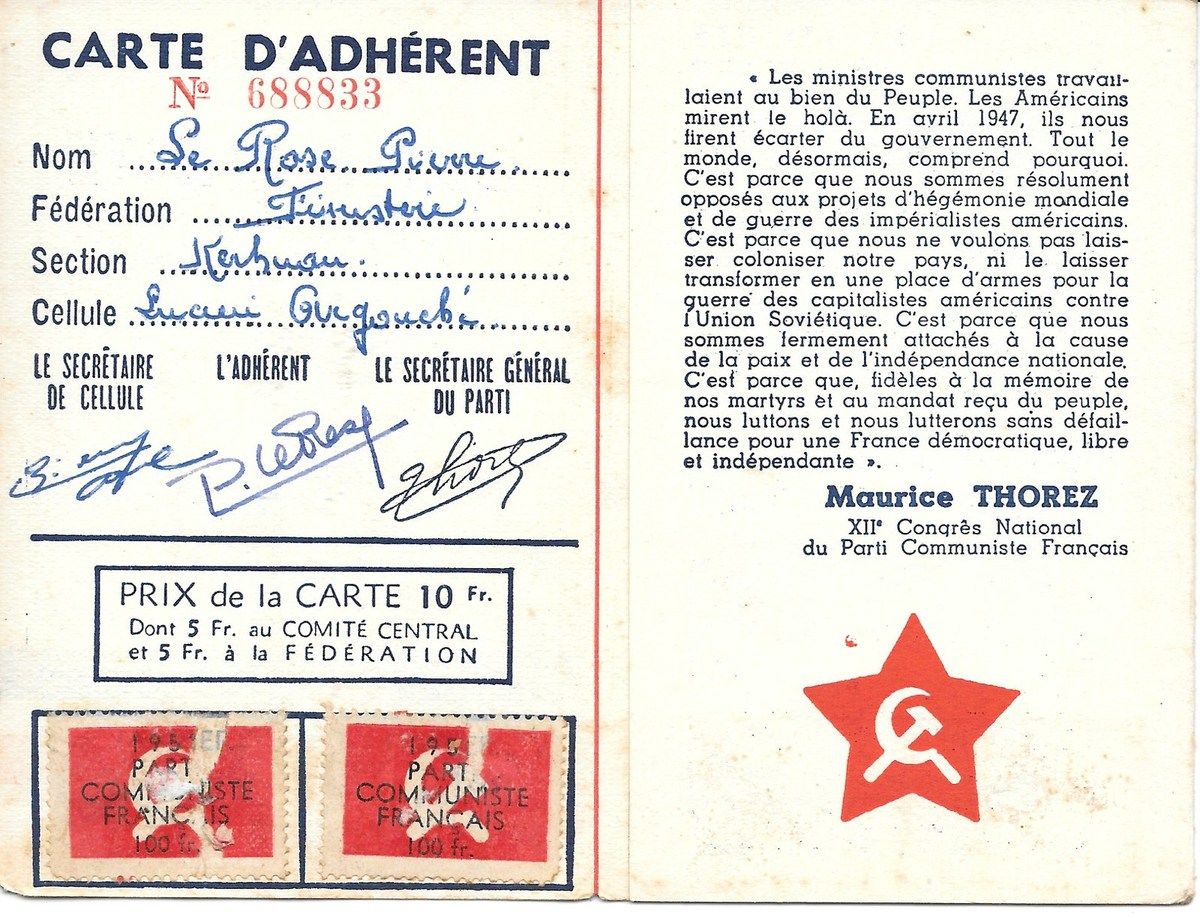 CARTE D'ADHÉRENT
Nº 688833
Nom Le Rose Pierre
Fédération Finistère
Section Kerhuon.
Cellule Argouche
LE SECRÉTAIRE DE CELLULE
L'ADHÉRENT
LE SECRÉTAIRE GÉNÉRAL DU PARTI
P. Le Rose
Thorez
PRIX de la CARTE 10 Fr.
Dont 5 Fr. au COMITÉ CENTRAL
et 5 Fr. à la FÉDÉRATION
195
PARTI
COMMUNISTE
FRANÇAIS
100 fr.
195
PARTI
COMMUNISTE
FRANÇAIS
100 fr.
« Les ministres communistes travail-
laient au bien du Peuple. Les Américains
mirent le holà. En avril 1947, ils nous
firent écarter du gouvernement. Tout le
monde, désormais, comprend pourquoi.
C'est parce que nous sommes résolument
opposés aux projets d'hégémonie mondiale
et de guerre des impérialistes américains.
C'est parce que nous ne voulons pas lais-
ser coloniser notre pays, ni le laisser
transformer en une place d'armes pour la
guerre des capitalistes américains contre
l'Union Soviétique. C'est parce que nous
sommes fermement attachés à la cause
de la paix et de l'indépendance nationale.
C'est parce que, fidèles à la mémoire de
nos martyrs et au mandat reçu du peuple,
nous luttons et nous lutterons sans défail-
lance pour une France démocratique, libre
et indépendante ».
Maurice THOREZ
XIIe Congrès National
du Parti Communiste Français